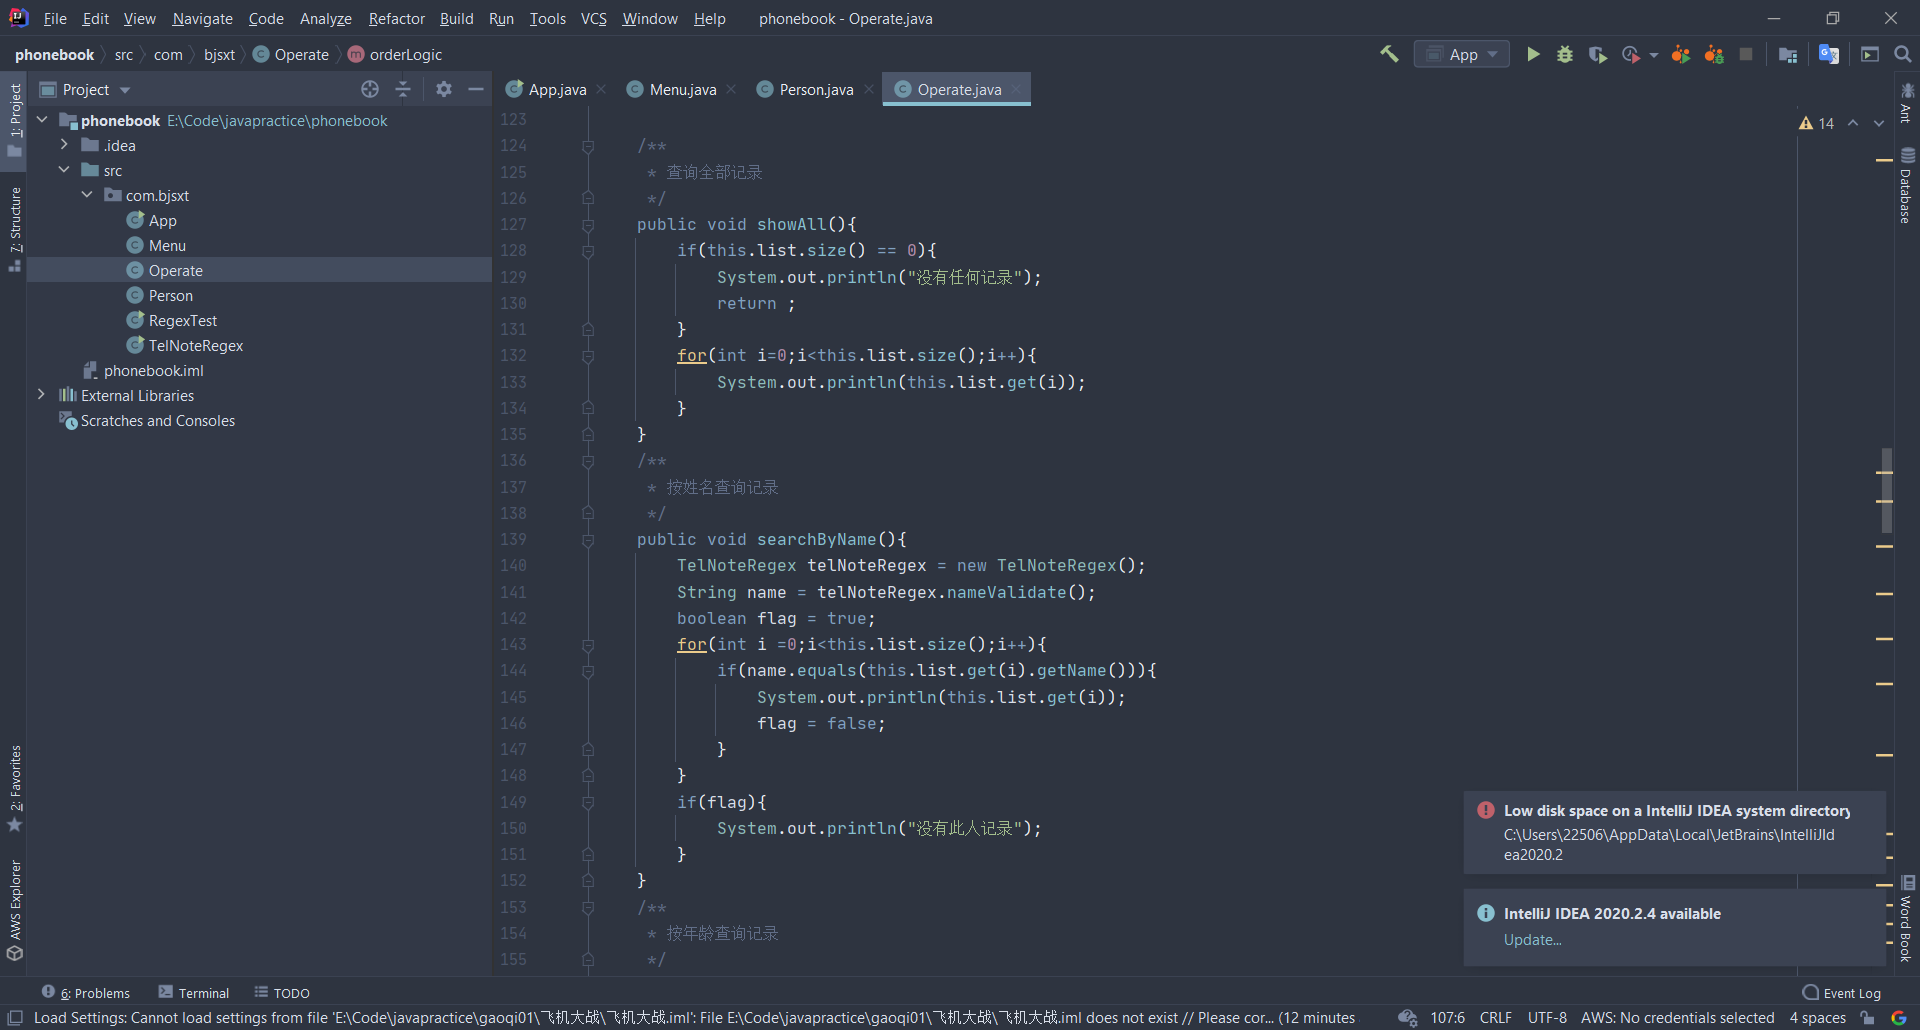 File Edit View Navigate Code Analyze Refactor Build Run Tools VCS Window Help phonebook - Operate.java
phonebook src com bjsxt Operate orderLogic App
Project
App.java Menu.java Person.java Operate.java
1: Project
7: Structure
2: Favorites
AWS Explorer
phonebook E:\Code\javapractice\phonebook
.idea
src
com.bjsxt
App
Menu
Operate
Person
RegexTest
TelNoteRegex
phonebook.iml
External Libraries
Scratches and Consoles
14
123
124 /**
125 * 查询全部记录
126 */
127 public void showAll(){
128 if(this.list.size() == 0){
129 System.out.println("没有任何记录");
130 return ;
131 }
132 for(int i=0;i<this.list.size();i++){
133 System.out.println(this.list.get(i));
134 }
135 }
136 /**
137 * 按姓名查询记录
138 */
139 public void searchByName(){
140 TelNoteRegex telNoteRegex = new TelNoteRegex();
141 String name = telNoteRegex.nameValidate();
142 boolean flag = true;
143 for(int i =0;i<this.list.size();i++){
144 if(name.equals(this.list.get(i).getName())){
145 System.out.println(this.list.get(i));
146 flag = false;
147 }
148 }
149 if(flag){
150 System.out.println("没有此人记录");
151 }
152 }
153 /**
154 * 按年龄查询记录
155 */
Ant
Database
Word Book
Low disk space on a IntelliJ IDEA system directory
C:\Users\22506\AppData\Local\JetBrains\IntelliJId
ea2020.2
IntelliJ IDEA 2020.2.4 available
Update...
6: Problems Terminal TODO Event Log
Load Settings: Cannot load settings from file 'E:\Code\javapractice\gaoqi01\飞机大战\飞机大战.iml': File E:\Code\javapractice\gaoqi01\飞机大战\飞机大战.iml does not exist // Please cor... (12 minutes 107:6 CRLF UTF-8 AWS: No credentials selected 4 spaces